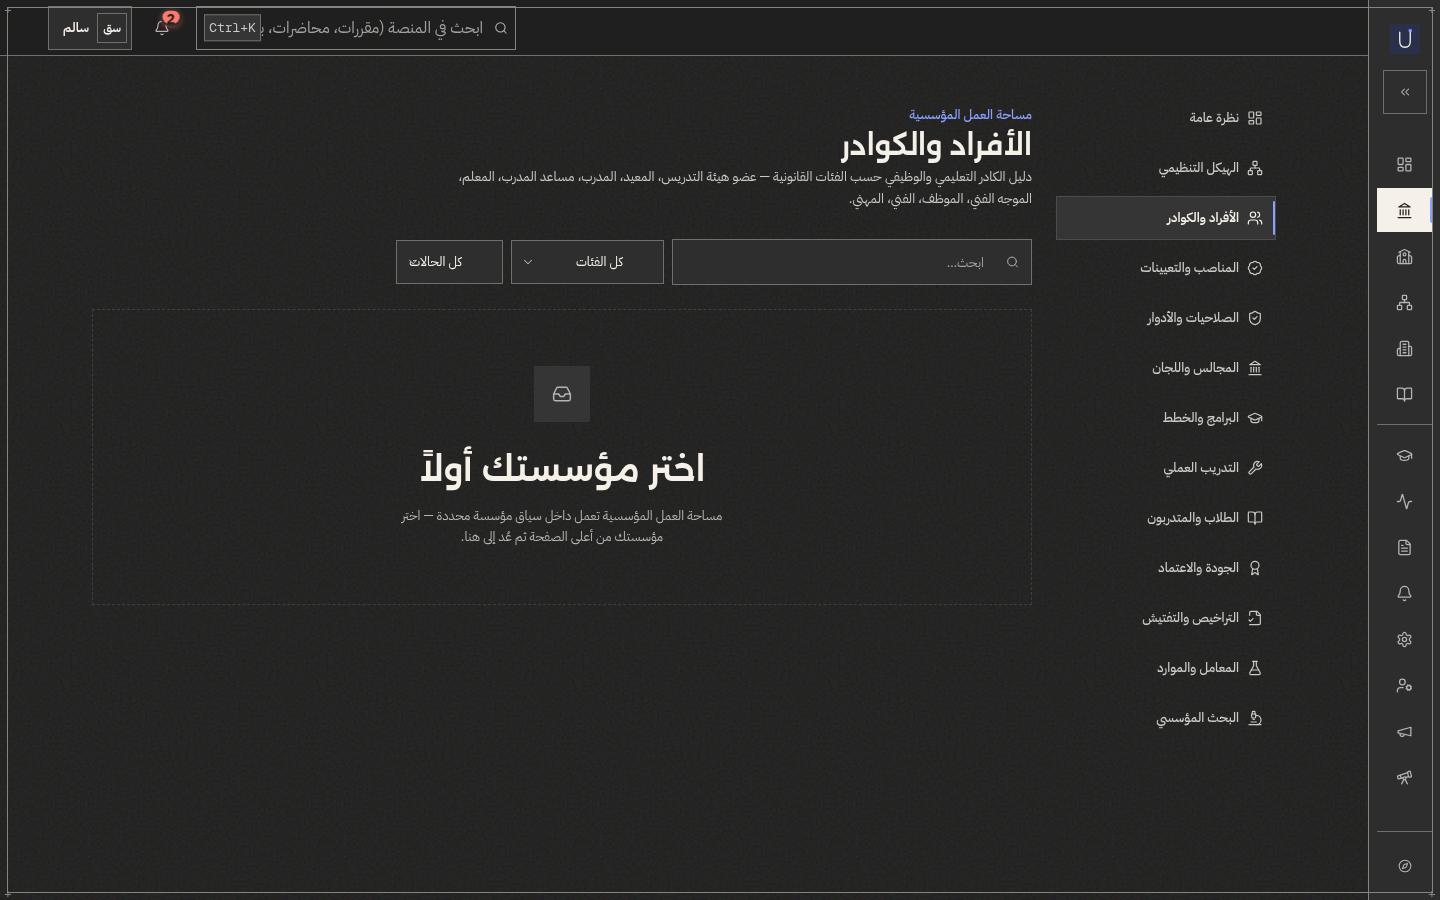 ابحث في المنصة (مقررات، محاضرات، ب
Ctrl+K
2
سق
سالم
نظرة عامة
الهيكل التنظيمي
الأفراد والكوادر
المناصب والتعيينات
الصلاحيات والأدوار
المجالس واللجان
البرامج والخطط
التدريب العملي
الطلاب والمتدربون
الجودة والاعتماد
التراخيص والتفتيش
المعامل والموارد
البحث المؤسسي
مساحة العمل المؤسسية
الأفراد والكوادر
دليل الكادر التعليمي والوظيفي حسب الفئات القانونية — عضو هيئة التدريس، المعيد، المدرب، مساعد المدرب، المعلم،
الموجه الفني، الموظف، الفني، المهني.
ابحث...
كل الفئات
كل الحالات
اختر مؤسستك أولاً
مساحة العمل المؤسسية تعمل داخل سياق مؤسسة محددة — اختر
مؤسستك من أعلى الصفحة ثم عُد إلى هنا.